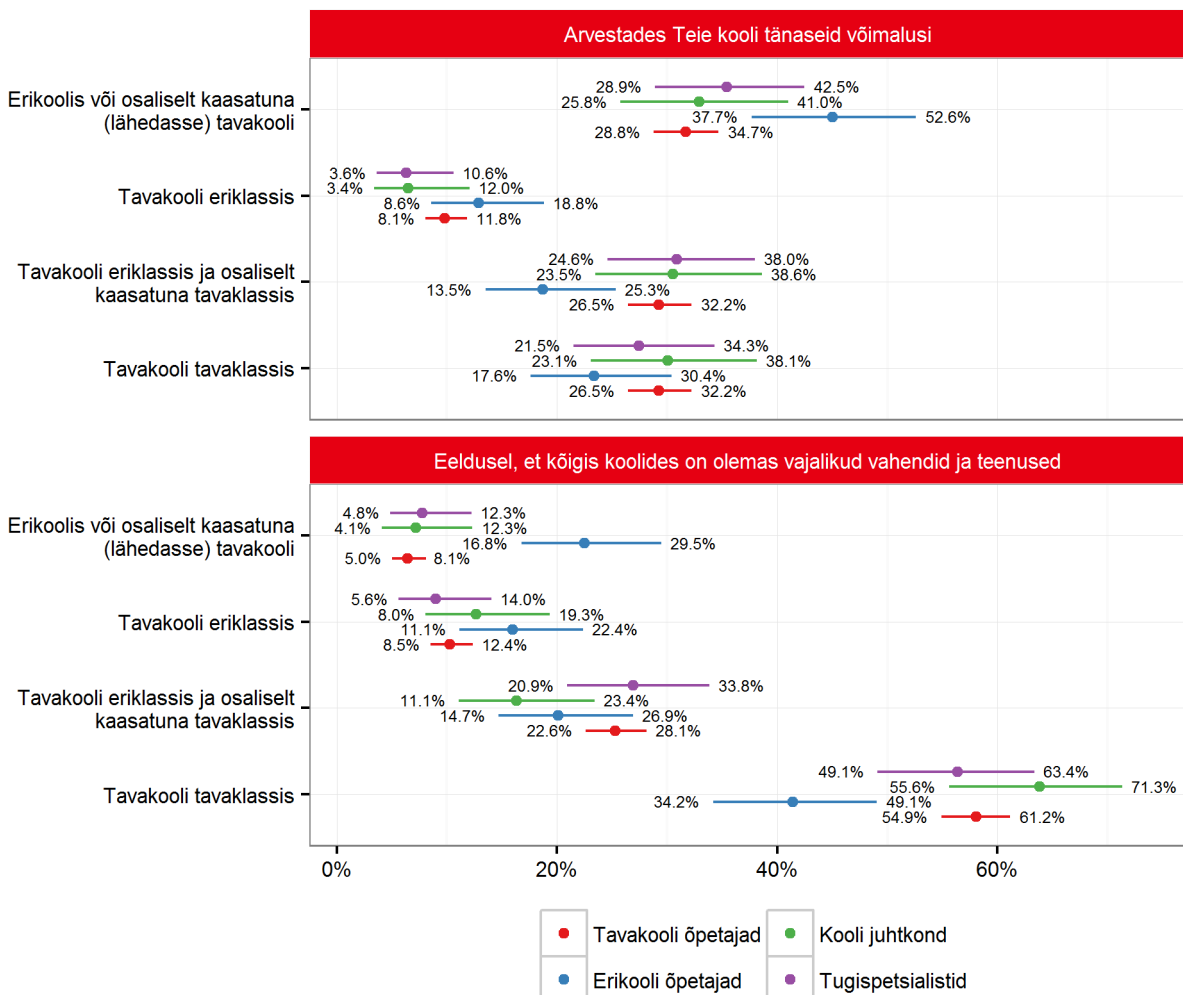 Arvestades Teie kooli tänaseid võimalusi
Erikoolis või osaliselt kaasatuna
(lähedasse) tavakooli
28.9% 42.5%
25.8% 41.0%
37.7% 52.6%
28.8% 34.7%
Tavakooli eriklassis
3.6% 10.6%
3.4% 12.0%
8.6% 18.8%
8.1% 11.8%
Tavakooli eriklassis ja osaliselt
kaasatuna tavaklassis
24.6% 38.0%
23.5% 38.6%
13.5% 25.3%
26.5% 32.2%
Tavakooli tavaklassis
21.5% 34.3%
23.1% 38.1%
17.6% 30.4%
26.5% 32.2%
Eeldusel, et kõigis koolides on olemas vajalikud vahendid ja teenused
Erikoolis või osaliselt kaasatuna
(lähedasse) tavakooli
4.8% 12.3%
4.1% 12.3%
16.8% 29.5%
5.0% 8.1%
Tavakooli eriklassis
5.6% 14.0%
8.0% 19.3%
11.1% 22.4%
8.5% 12.4%
Tavakooli eriklassis ja osaliselt
kaasatuna tavaklassis
20.9% 33.8%
11.1% 23.4%
14.7% 26.9%
22.6% 28.1%
Tavakooli tavaklassis
49.1% 63.4%
55.6% 71.3%
34.2% 49.1%
54.9% 61.2%
0% 20% 40% 60%
Tavakooli õpetajad Kooli juhtkond
Erikooli õpetajad Tugispetsialistid